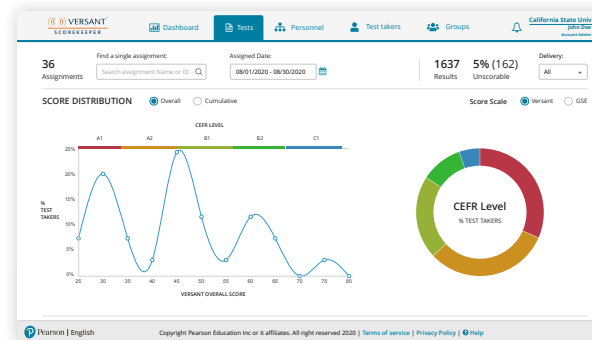 VERSANT
SCOREKEEPER
Dashboard
Tests
Personnel
Test takers
Groups
California State Univ
John Doe
Account Admin
36
Assignments
Find a single assignment:
Search assignment Name or ID
Assigned Date:
08/01/2020 - 08/30/2020
1637
Results
5% (162)
Unscorable
Delivery:
All
SCORE DISTRIBUTION
Overall
Cumulative
Score Scale
Versant
GSE
CEFR LEVEL
A1 A2 B1 B2 C1
25%
20%
15%
10%
5%
0%
%
TEST
TAKERS
25 30 35 40 45 50 55 60 65 70 75 80
VERSANT OVERALL SCORE
CEFR Level
% TEST TAKERS
Pearson | English
Copyright Pearson Education Inc or it affiliates. All right reserved 2020 | Terms of service | Privacy Policy | Help